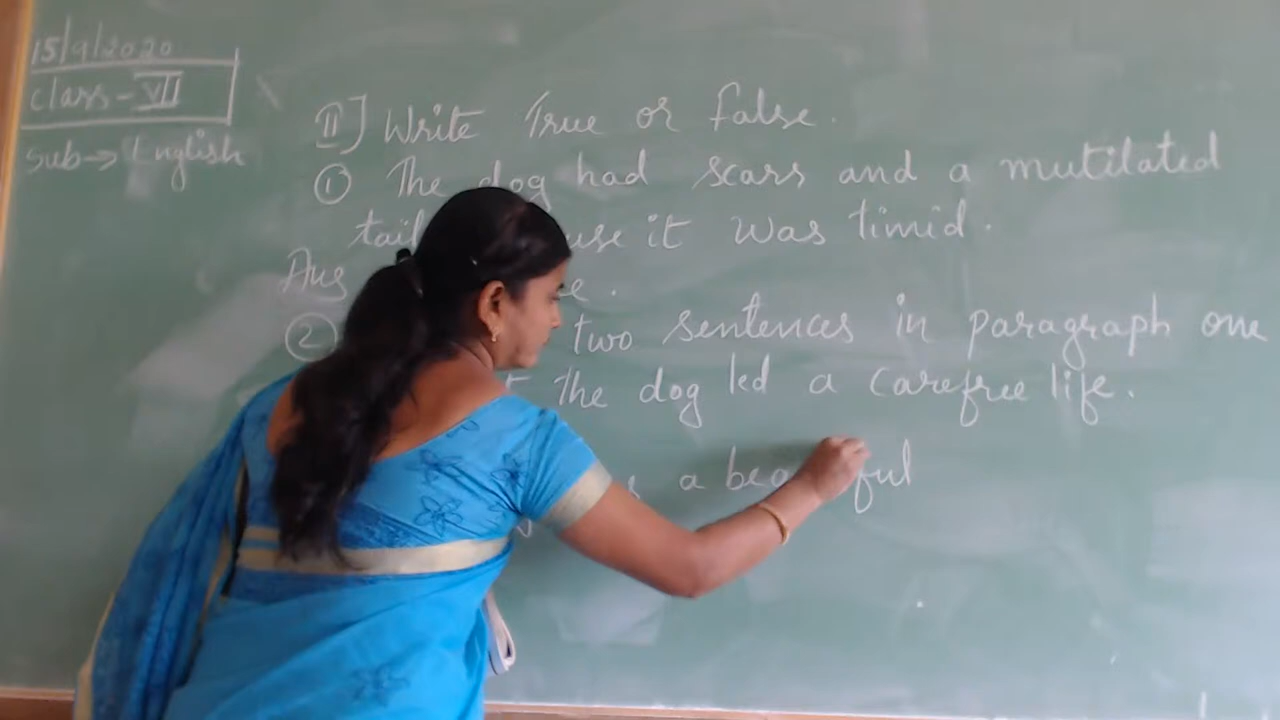 15/9/2020
Class - VII
Sub → English
II] Write True or false.
① The dog had scars and a mutilated
tail use it was timid.
Ans e.
② two sentences in paragraph one
t the dog led a carefree life.
a beautiful